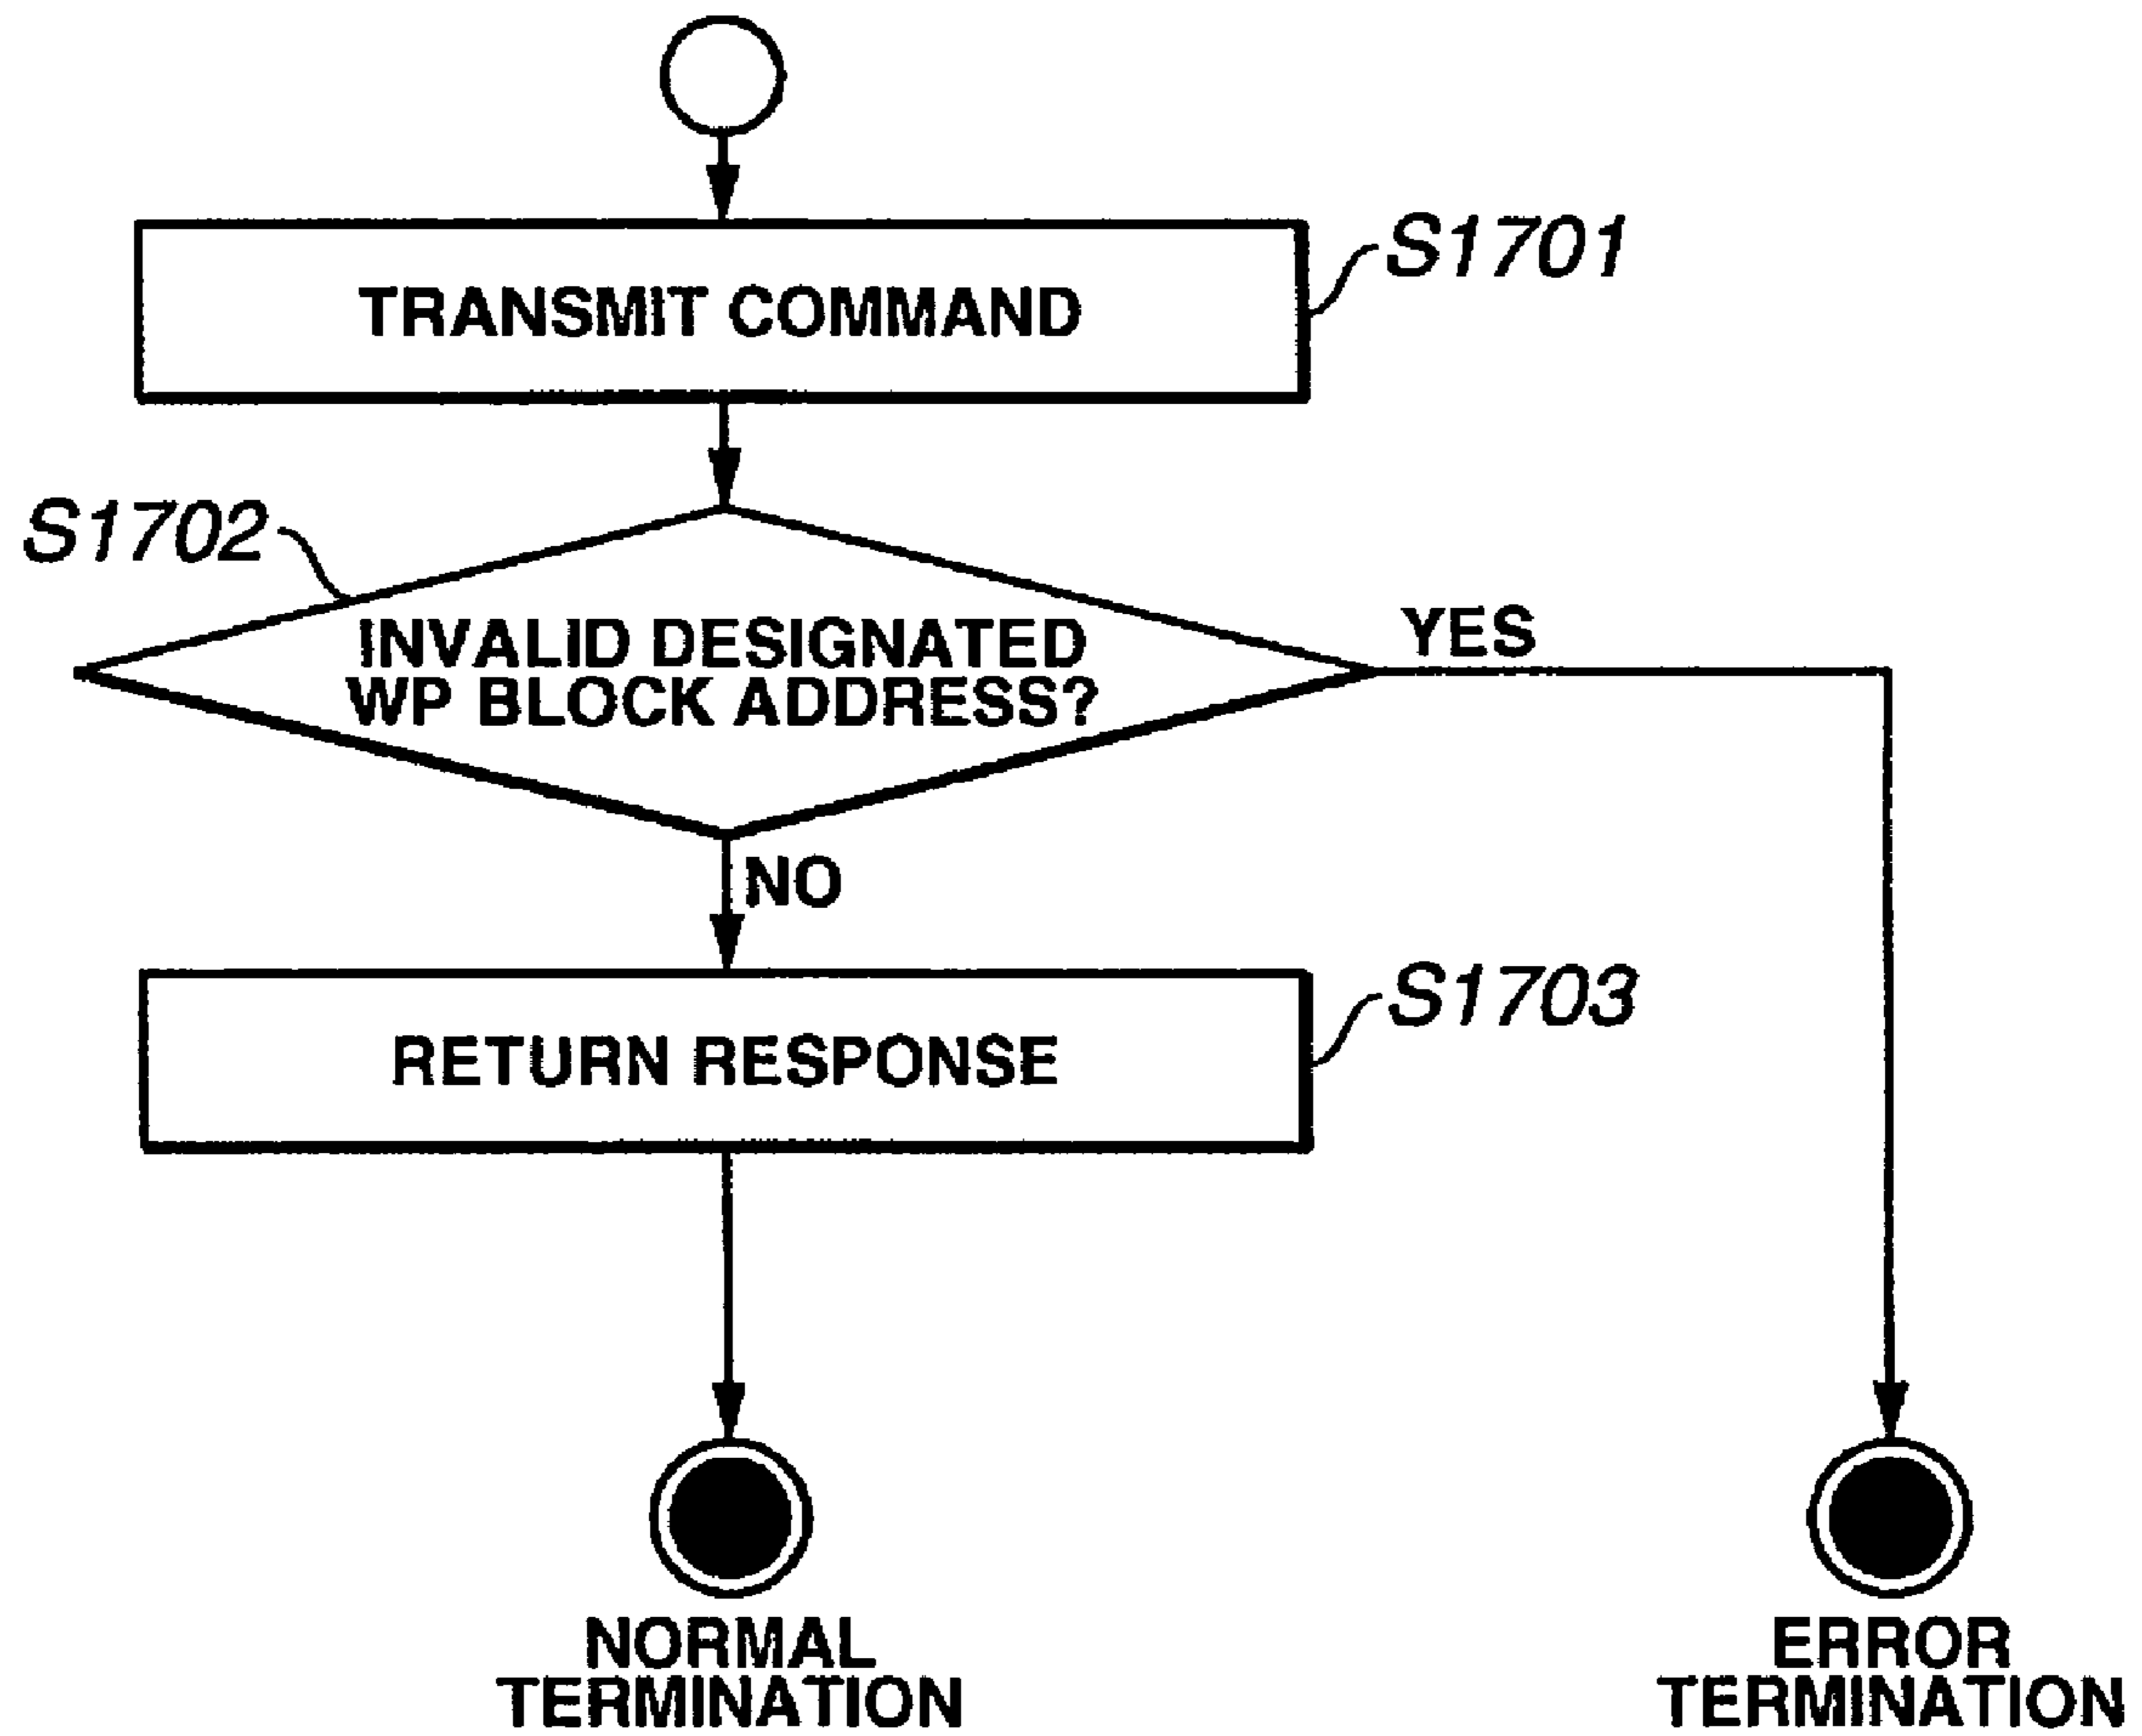 S1701
TRANSMIT COMMAND
S1702
INVALID DESIGNATED
WP BLOCK ADDRESS?
YES
NO
S1703
RETURN RESPONSE
NORMAL
TERMINATION
ERROR
TERMINATION